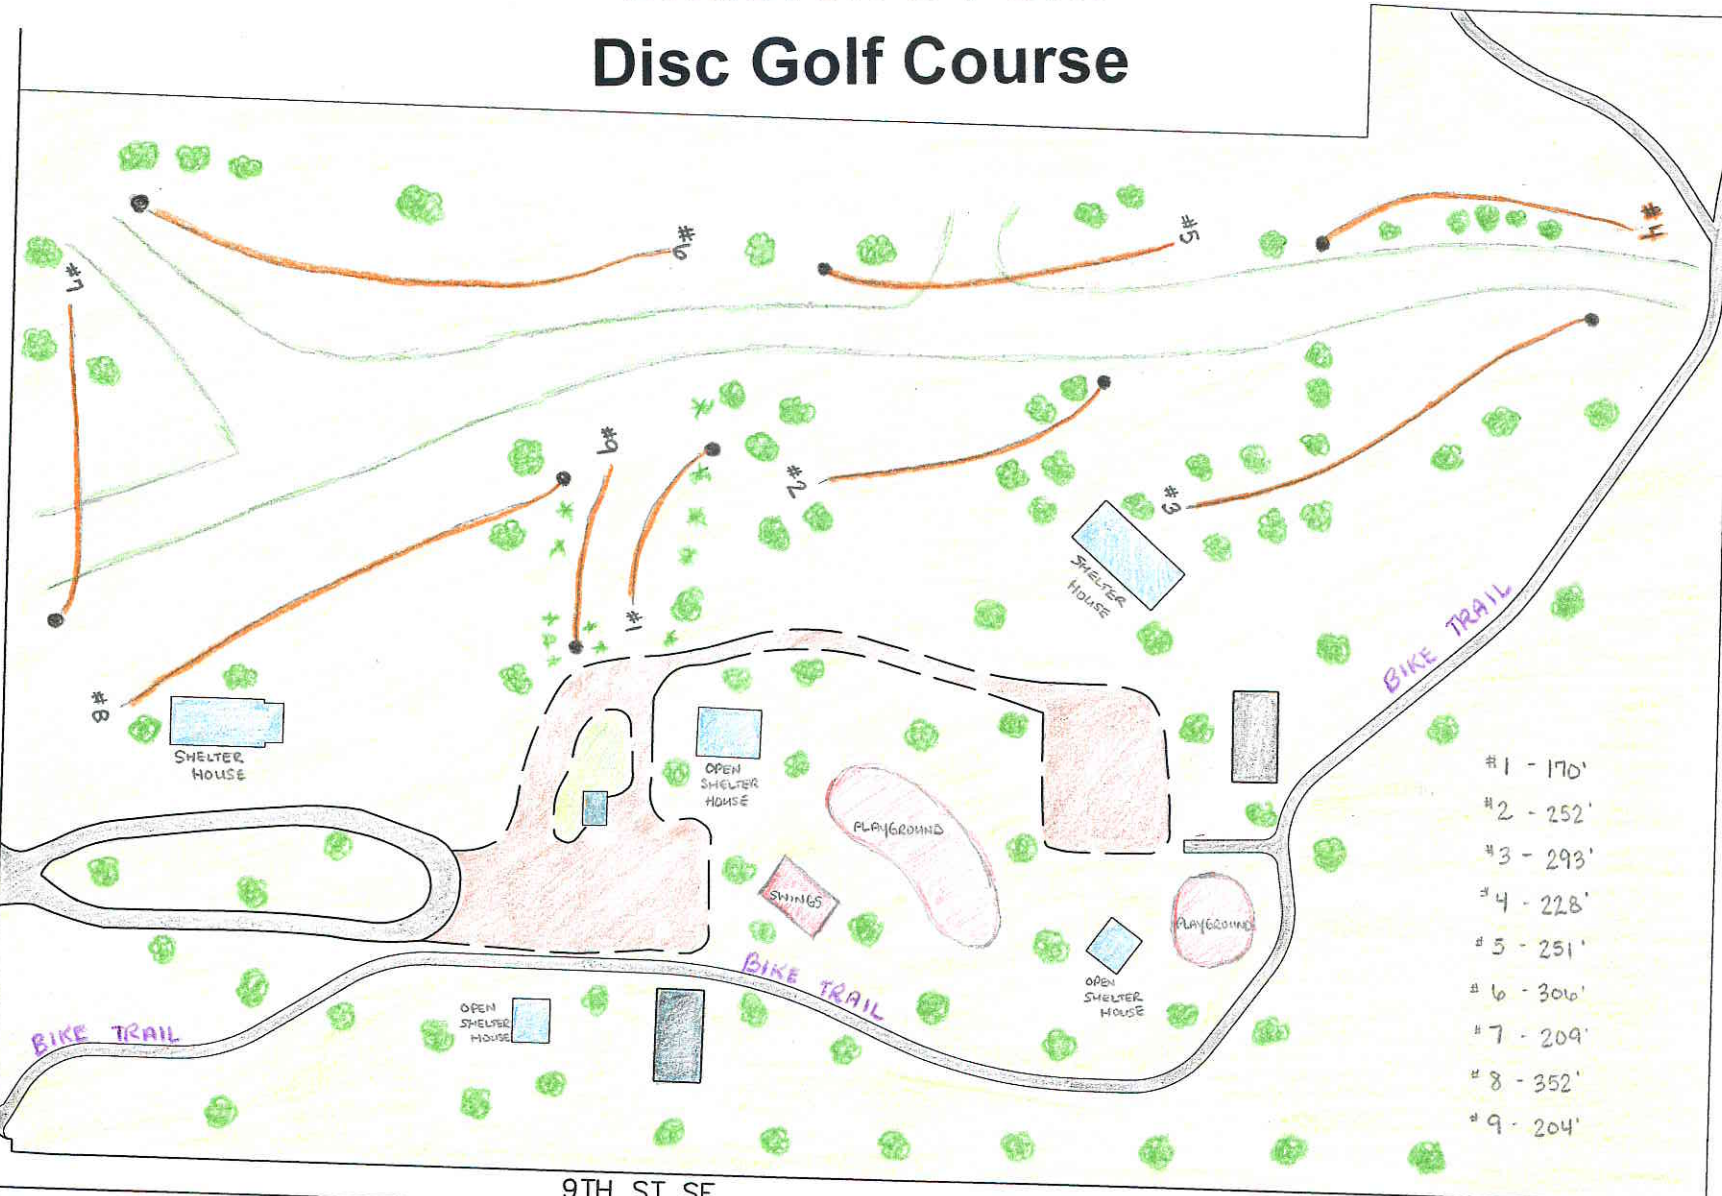 Disc Golf Course
#6
#5
#4
#7
#9
#2
#3
SHELTER
HOUSE
#1
BIKE TRAIL
#8
SHELTER
HOUSE
OPEN
SHELTER
HOUSE
PLAYGROUND
SWINGS
PLAYGROUND
BIKE TRAIL
OPEN
SHELTER
HOUSE
OPEN
SHELTER
HOUSE
BIKE TRAIL
#1 - 170'
#2 - 252'
#3 - 293'
#4 - 228'
#5 - 251'
#6 - 306'
#7 - 209'
#8 - 352'
#9 - 204'
9TH ST SE